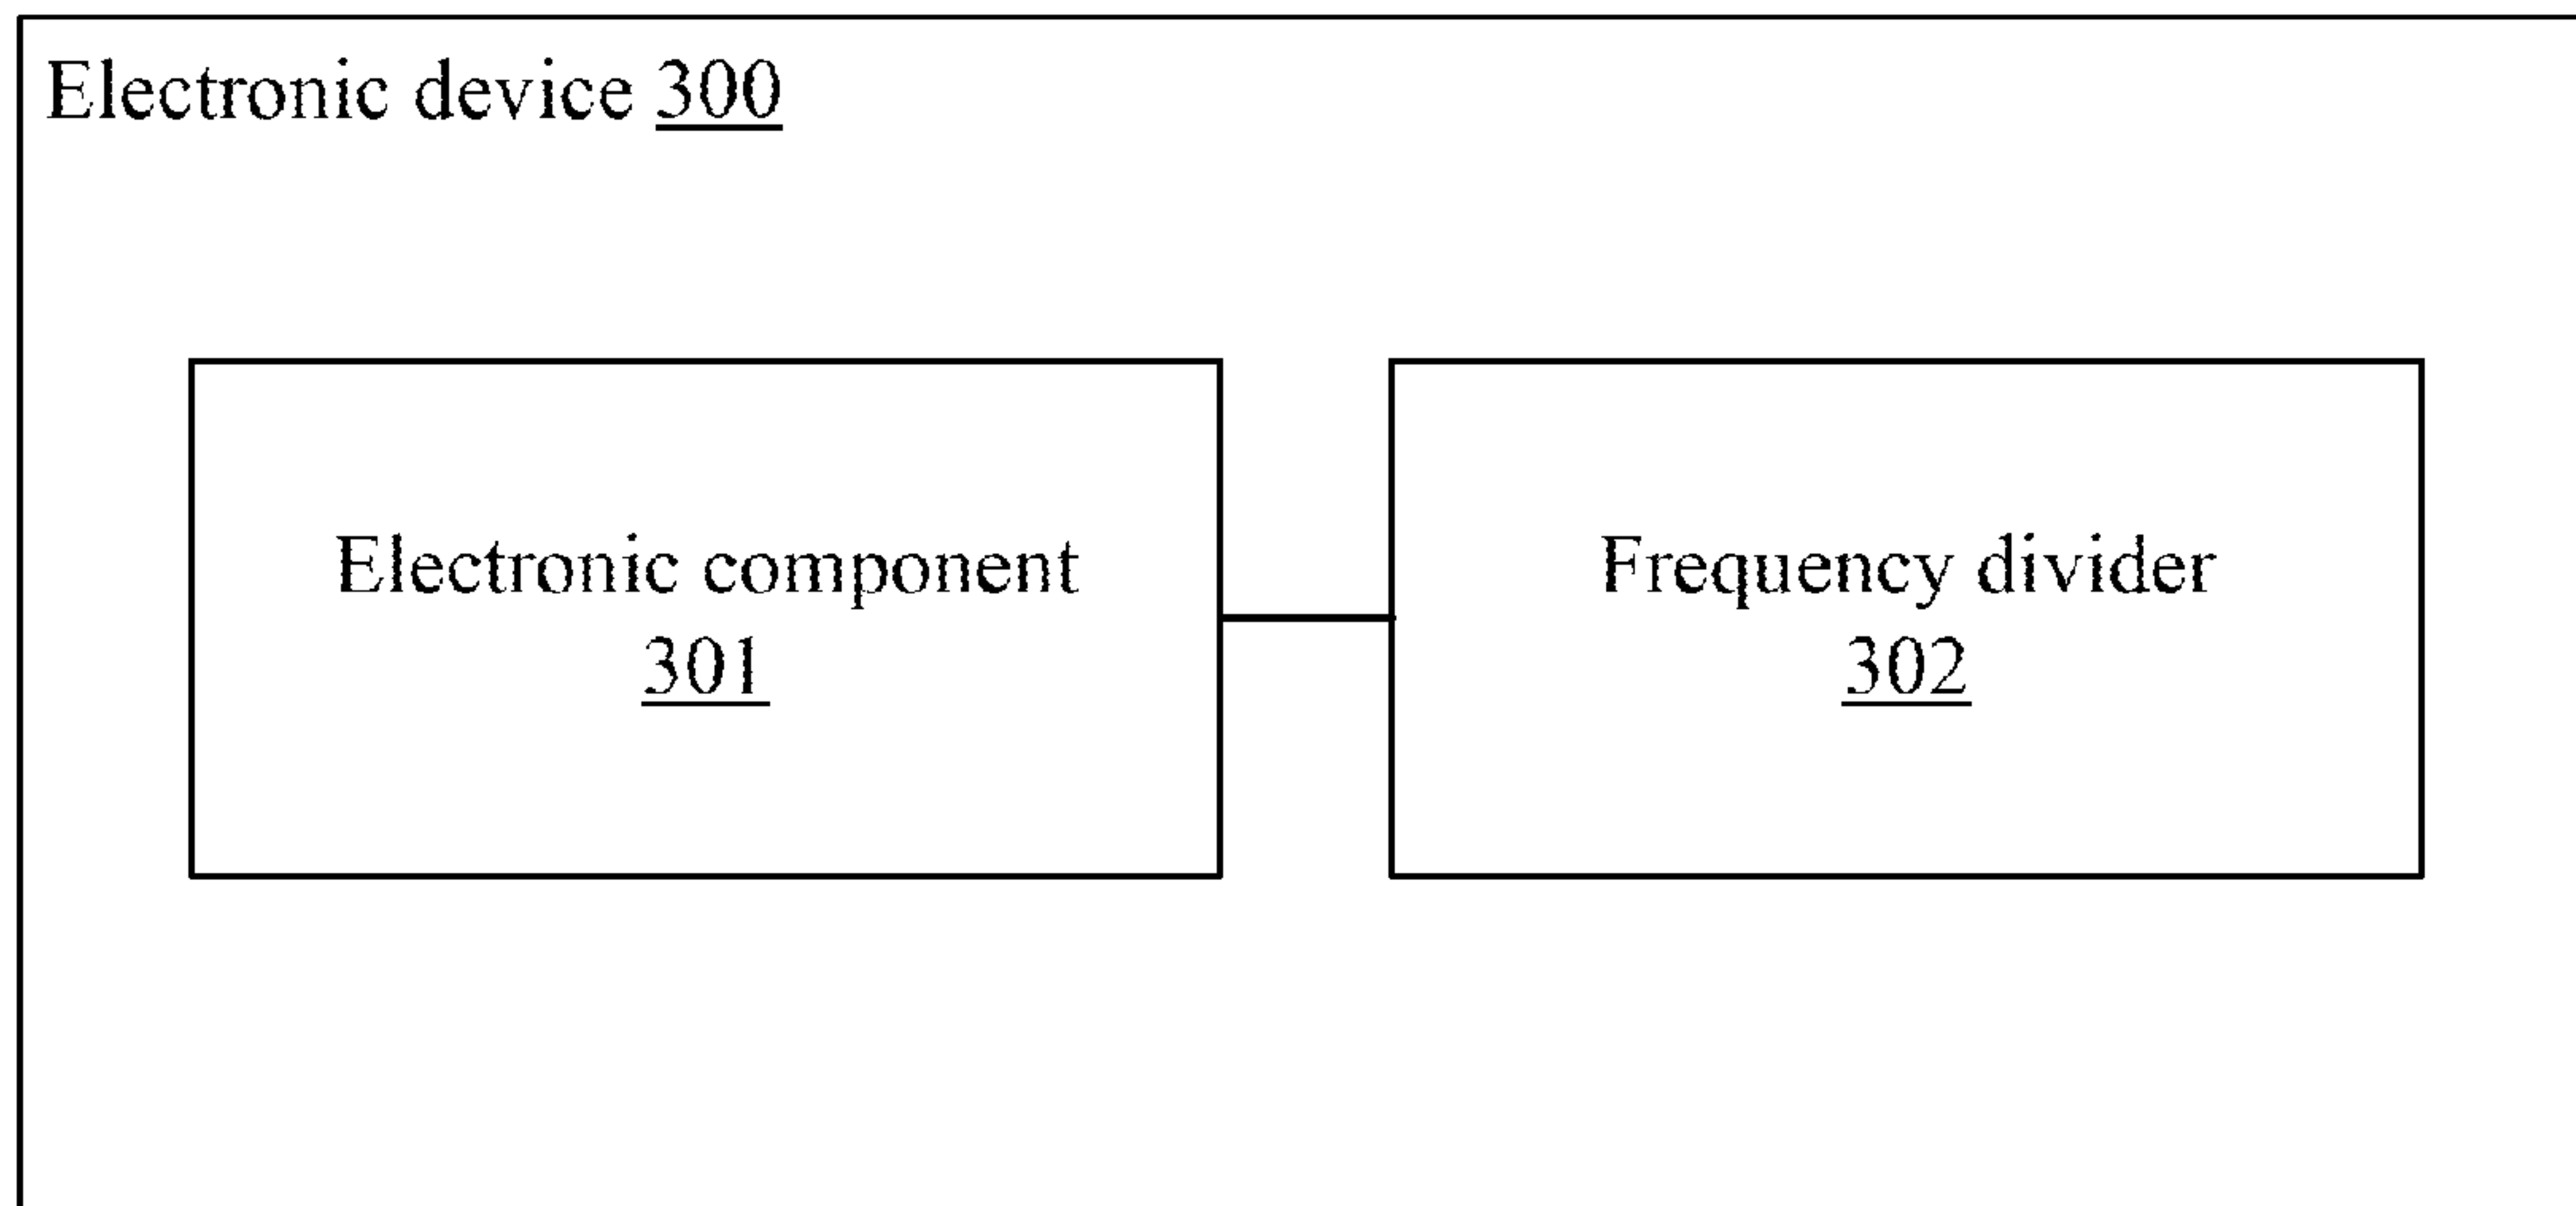 Electronic device 300
Electronic component
301
Frequency divider
302